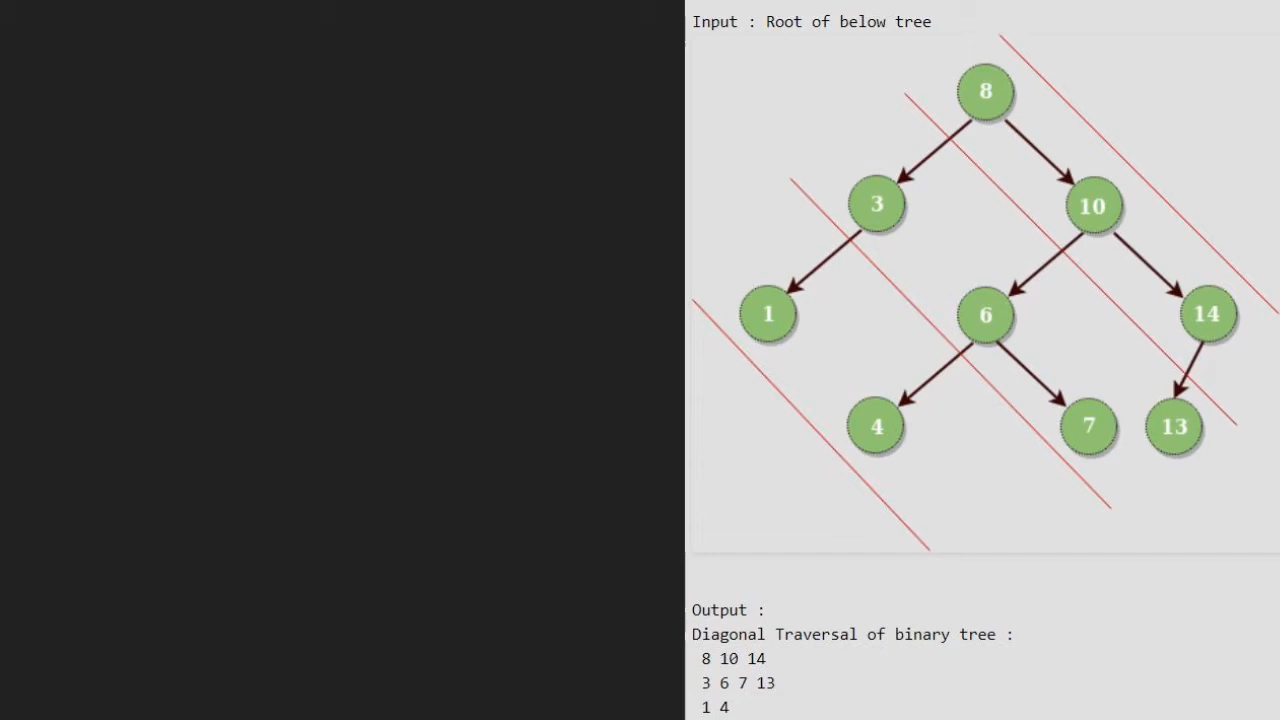 Input : Root of below tree
8
3
10
1
6
14
4
7
13
Output :
Diagonal Traversal of binary tree :
8 10 14
3 6 7 13
1 4